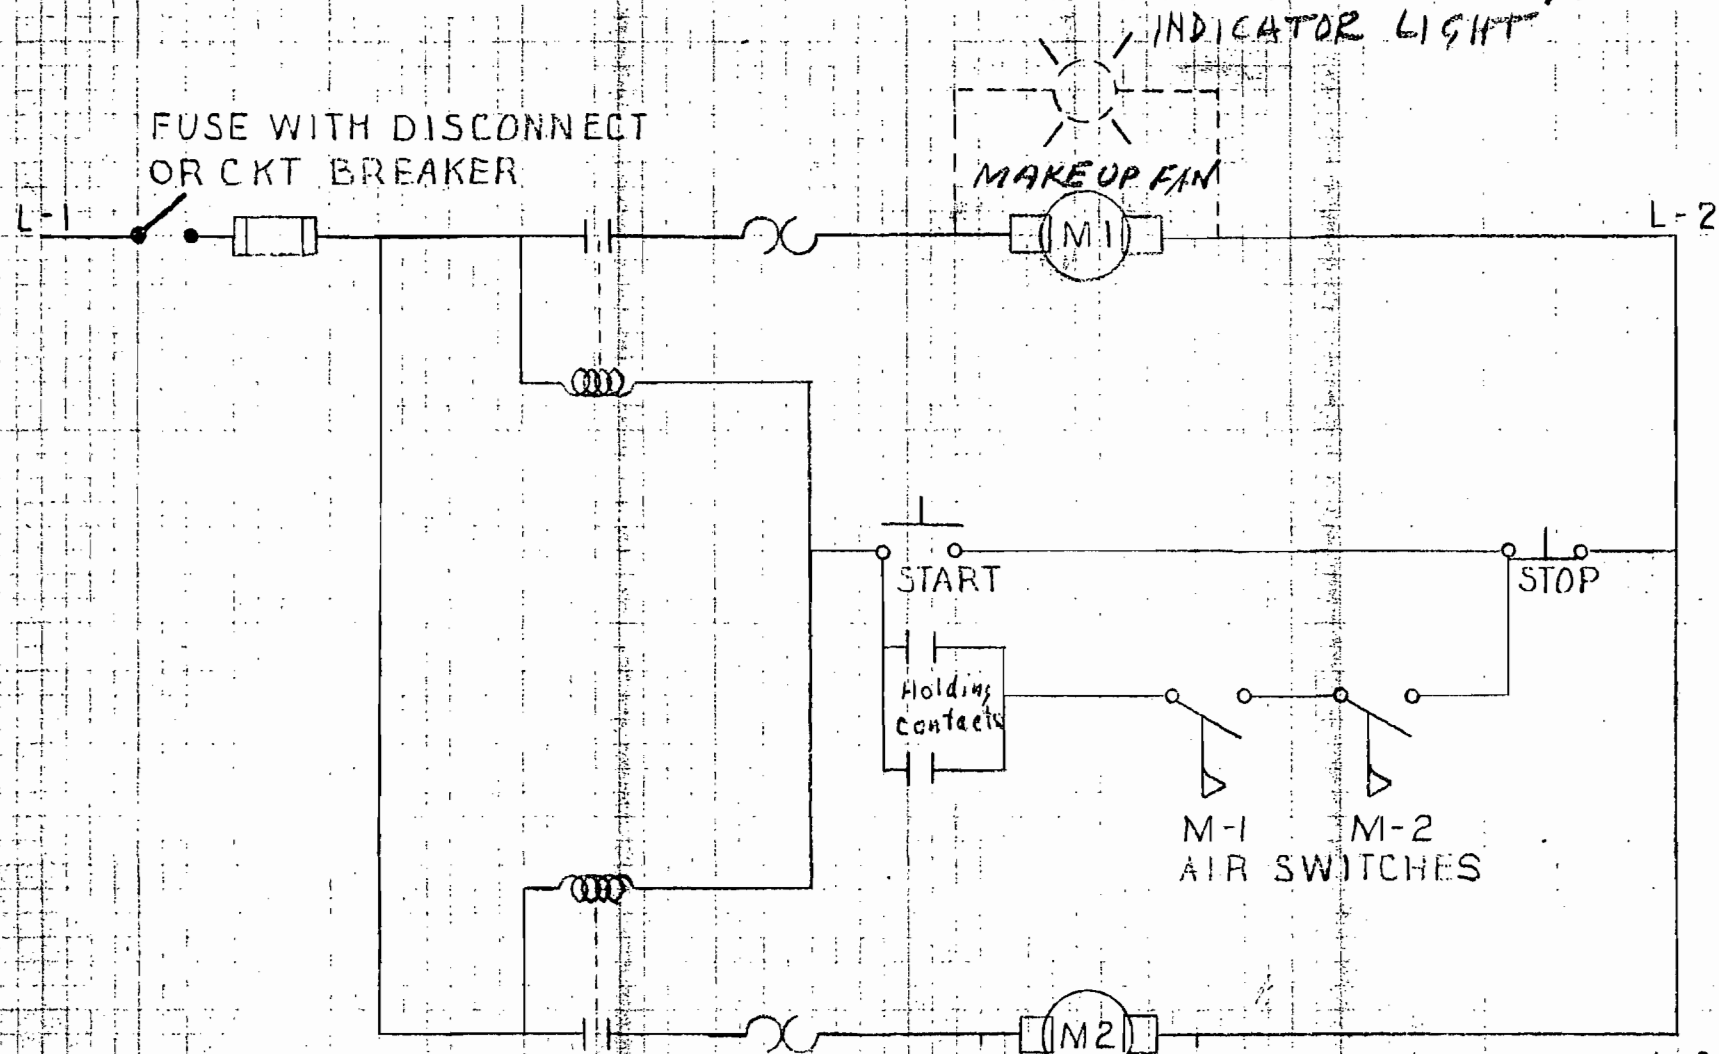 INDICATOR LIGHT
FUSE WITH DISCONNECT
OR CKT BREAKER
MAKEUP FAN
L-1
M1
L-2
START
STOP
Holding
Contacts
M-1 M-2
AIR SWITCHES
M2